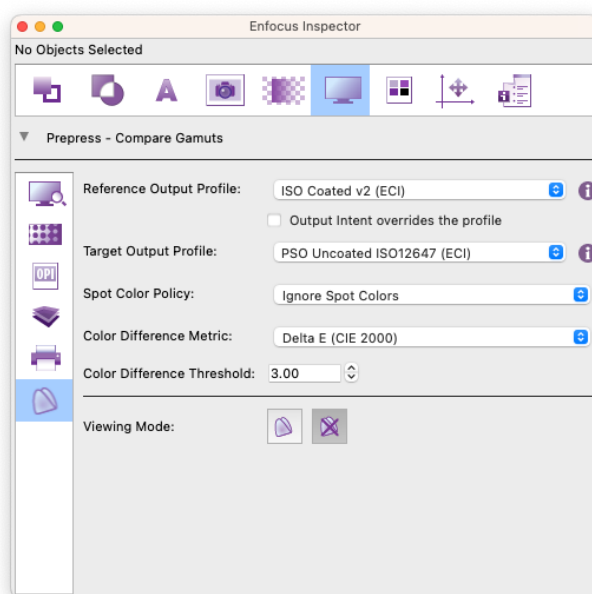 Enfocus Inspector
No Objects Selected
A
Prepress - Compare Gamuts
Reference Output Profile: ISO Coated v2 (ECI)
Output Intent overrides the profile
Target Output Profile: PSO Uncoated ISO12647 (ECI)
OPI
Spot Color Policy: Ignore Spot Colors
Color Difference Metric: Delta E (CIE 2000)
Color Difference Threshold: 3.00
Viewing Mode: